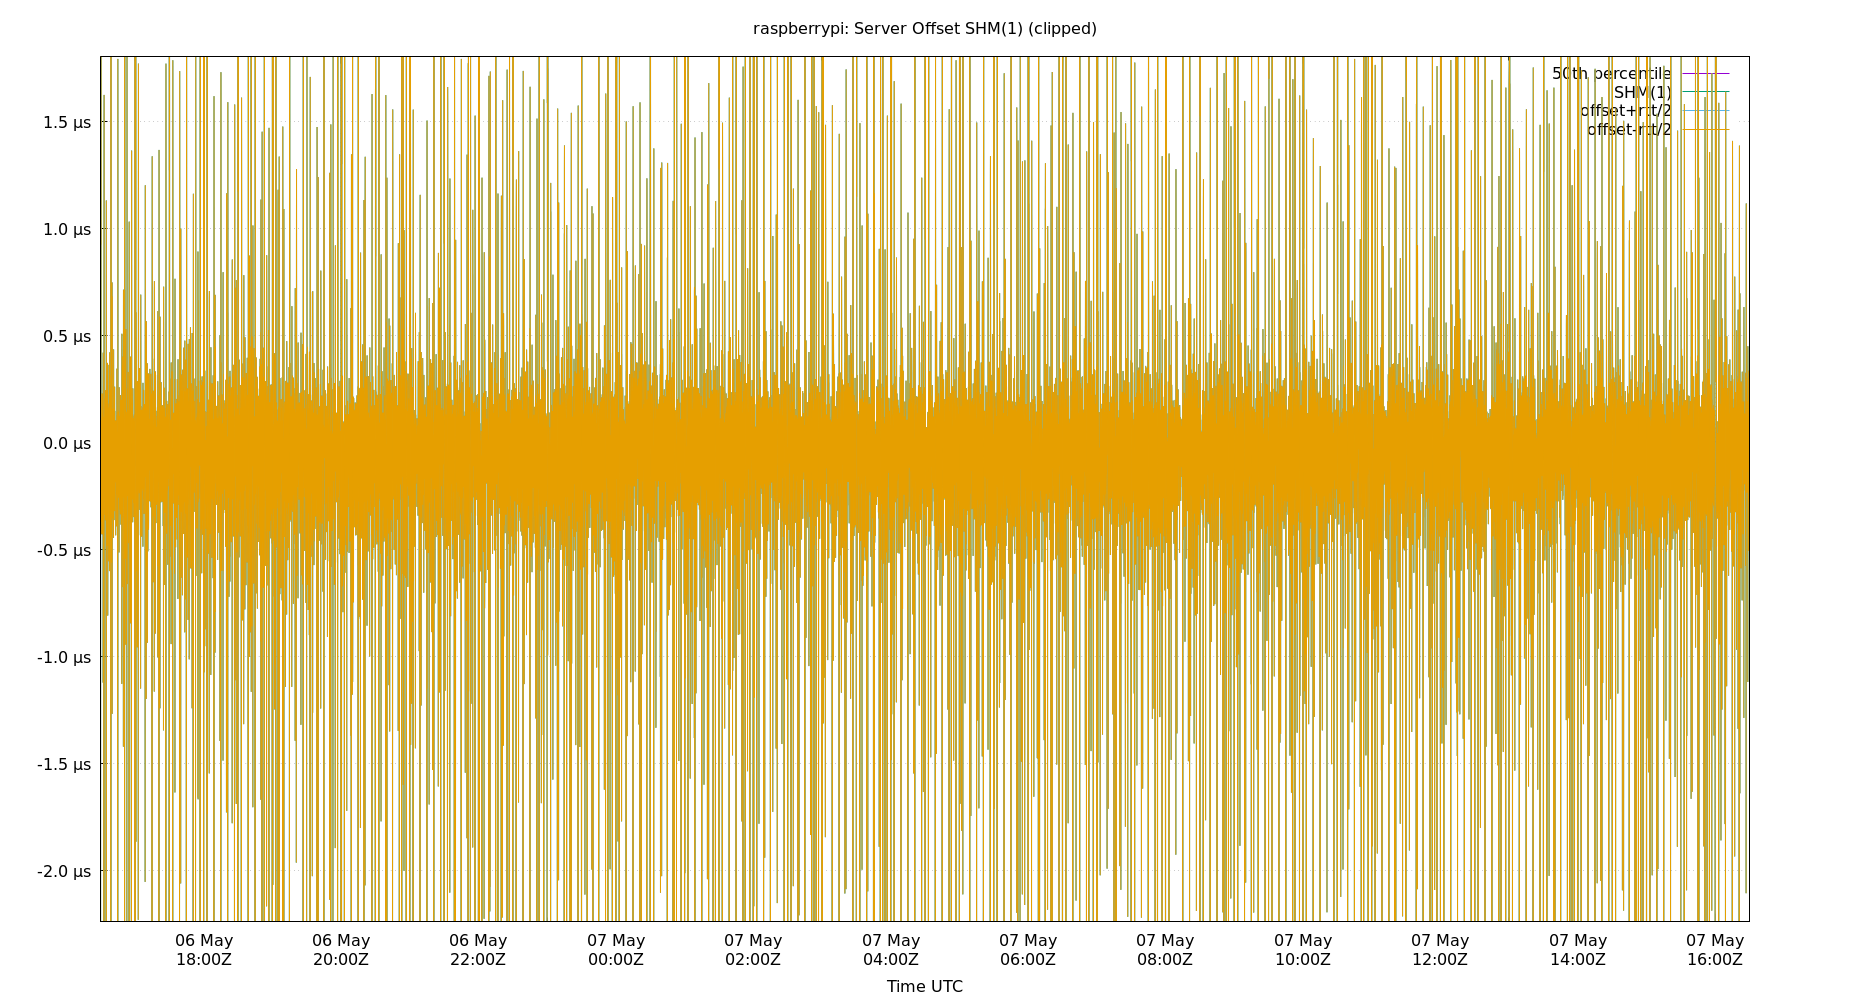 raspberrypi: Server Offset SHM(1) (clipped)
50th percentile
SHM(1)
offset+rtt/2
offset-rtt/2
1.5 µs
1.0 µs
0.5 µs
0.0 µs
-0.5 µs
-1.0 µs
-1.5 µs
-2.0 µs
06 May 06 May 06 May 07 May 07 May 07 May 07 May 07 May 07 May 07 May 07 May 07 May
18:00Z 20:00Z 22:00Z 00:00Z 02:00Z 04:00Z 06:00Z 08:00Z 10:00Z 12:00Z 14:00Z 16:00Z
Time UTC